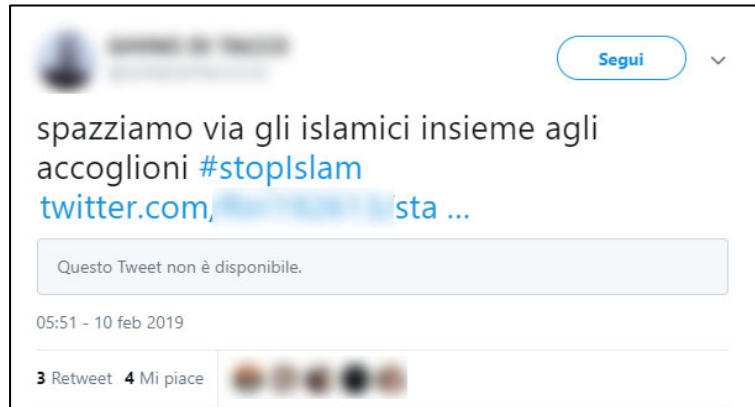 Segui
spazziamo via gli islamici insieme agli
accoglioni #stopIslam
twitter.com/ /sta ...
Questo Tweet non è disponibile.
05:51 - 10 feb 2019
3 Retweet 4 Mi piace